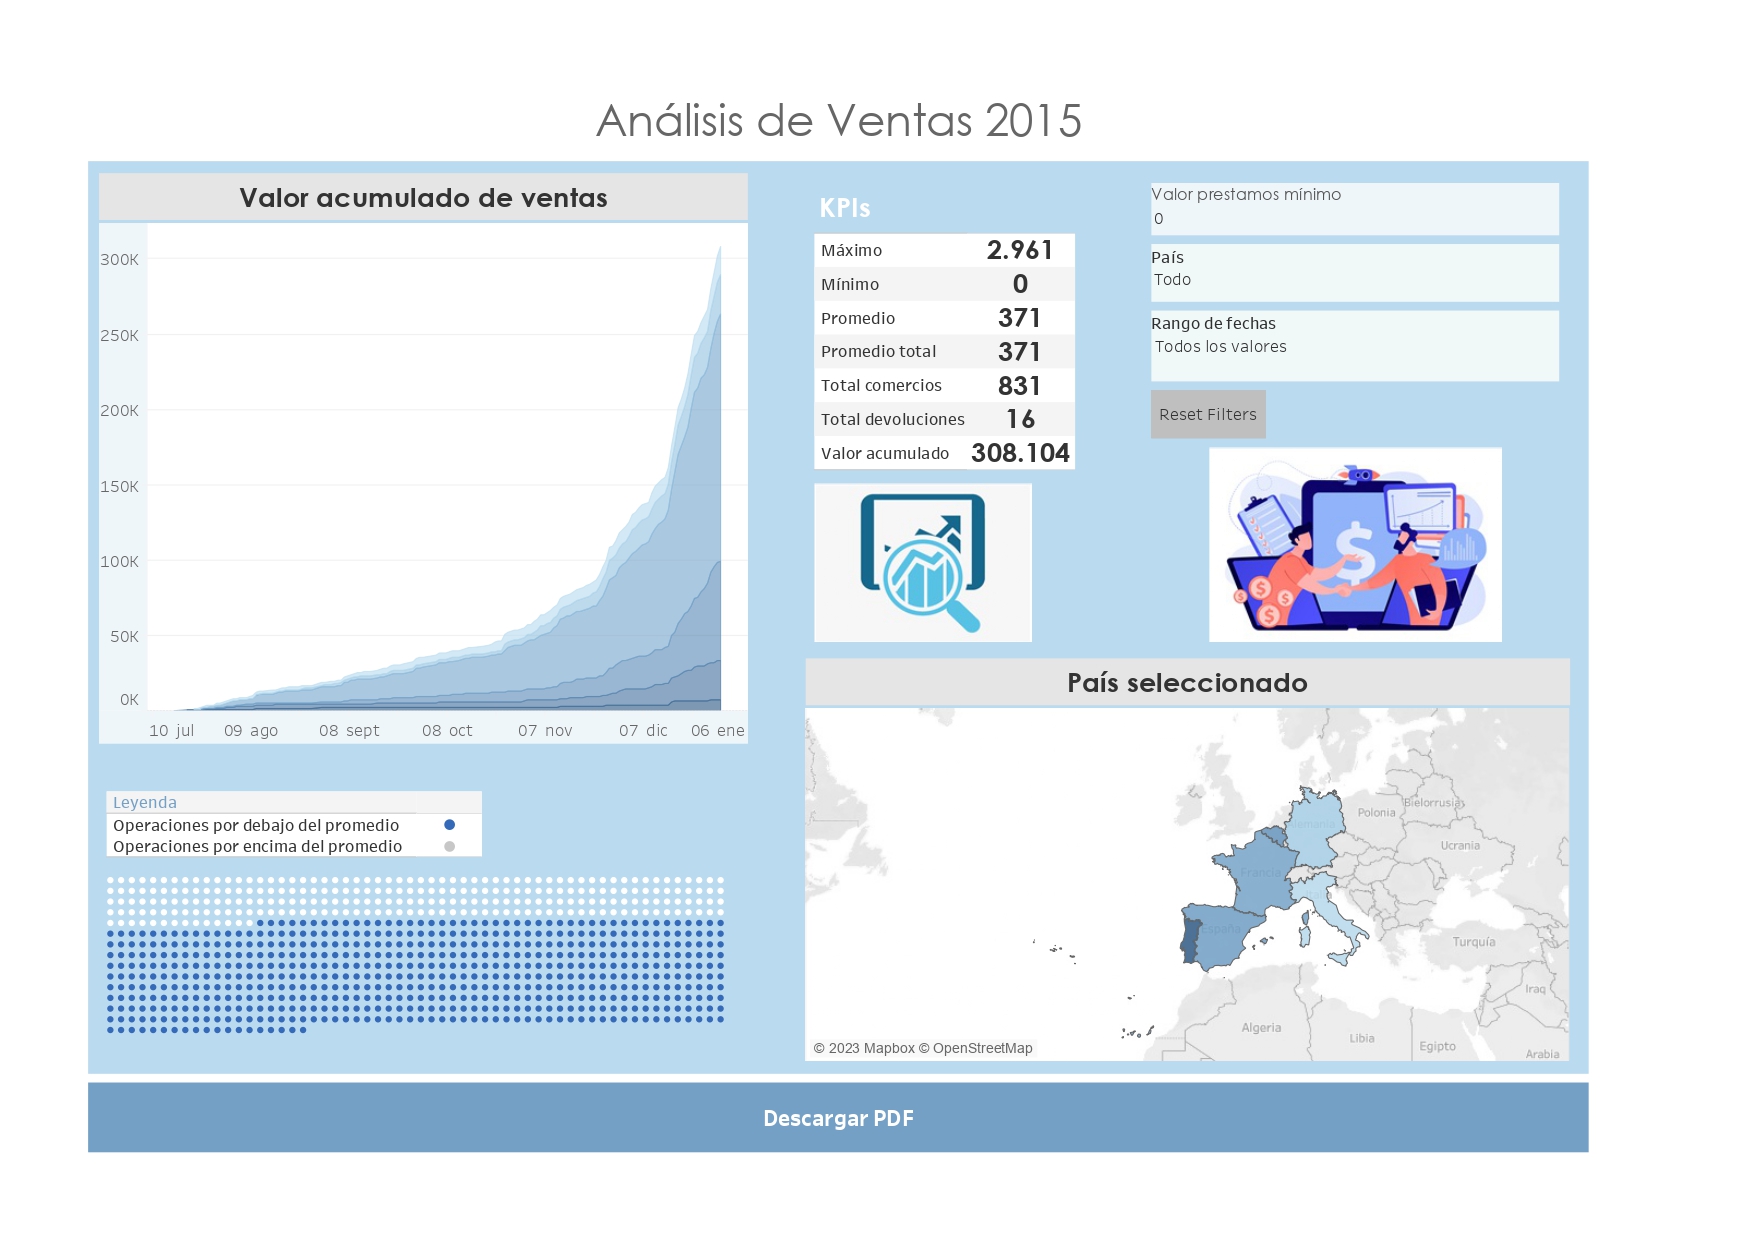 Análisis de Ventas 2015
Valor acumulado de ventas
300K
250K
200K
150K
100K
50K
0K
10 jul
09 ago
08 sept
08 oct
07 nov
07 dic
06 ene
Leyenda
Operaciones por debajo del promedio
Operaciones por encima del promedio
KPIs
Máximo 2.961
Mínimo 0
Promedio 371
Promedio total 371
Total comercios 831
Total devoluciones 16
Valor acumulado 308.104
Valor prestamos mínimo
0
País
Todo
Rango de fechas
Todos los valores
Reset Filters
$
$
$
$
$
$
País seleccionado
Bielorrusia
Polonia
Alemania
Ucrania
Francia
Italia
España
Turquía
Iraq
Algeria
Libia
Egipto
Arabia
© 2023 Mapbox © OpenStreetMap
Descargar PDF